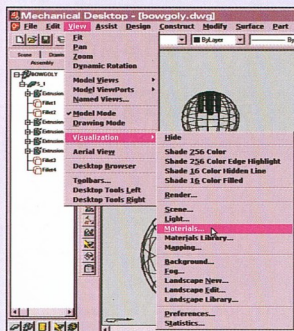 Mechanical Desktop - [bowgoly.dwg]
File Edit View Assist Design Construct Modify Surface Part
ByLayer
By
Scene
Assembly
BOWGOLY
Extrusion
Fillet1
Extrusion
Extrusion
Extrusion
Extrusion
Fillet2
Extrusion
Fillet3
Fillet4
Fit
Pan
Zoom
Dynamic Rotation
Model Views
Model ViewPorts
Named Views...
Model Mode
Drawing Mode
Visualization
Aerial View
Desktop Browser
Toolbars...
Desktop Tools Left
Desktop Tools Right
Hide
Shade 256 Color
Shade 256 Color Edge Highlight
Shade 16 Color Hidden Line
Shade 16 Color Filled
Render...
Scene...
Light...
Materials...
Materials Library...
Mapping...
Background...
Fog...
Landscape New...
Landscape Edit...
Landscape Library...
Preferences...
Statistics...